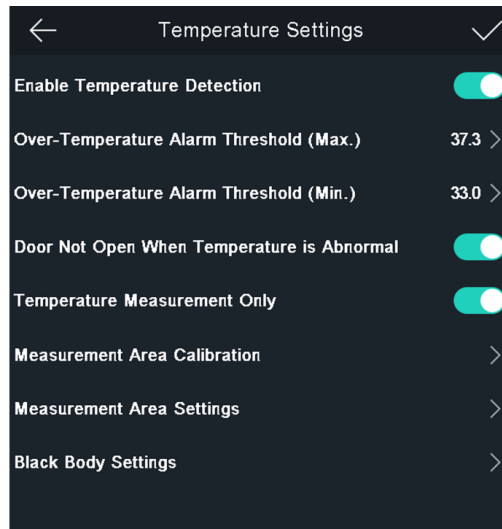 Temperature Settings
Enable Temperature Detection
Over-Temperature Alarm Threshold (Max.) 37.3
Over-Temperature Alarm Threshold (Min.) 33.0
Door Not Open When Temperature is Abnormal
Temperature Measurement Only
Measurement Area Calibration
Measurement Area Settings
Black Body Settings